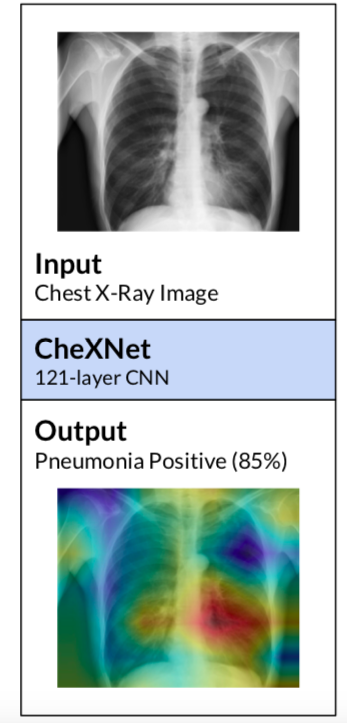 Input
Chest X-Ray Image
CheXNet
121-layer CNN
Output
Pneumonia Positive (85%)